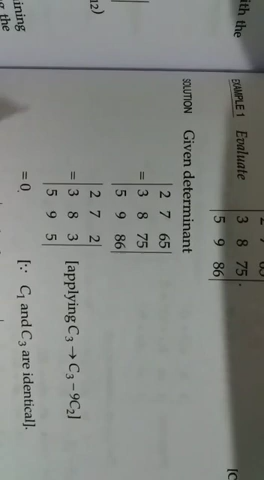 ith the
EXAMPLE 1 Evaluate
3 8 75 .
5 9 86
SOLUTION Given determinant
2 7 65
= 3 8 75
5 9 86
2 7 2
= 3 8 3 [applying C3 → C3 − 9C2]
5 9 5
= 0. [∵ C1 and C3 are identical].
12)
ining
g the